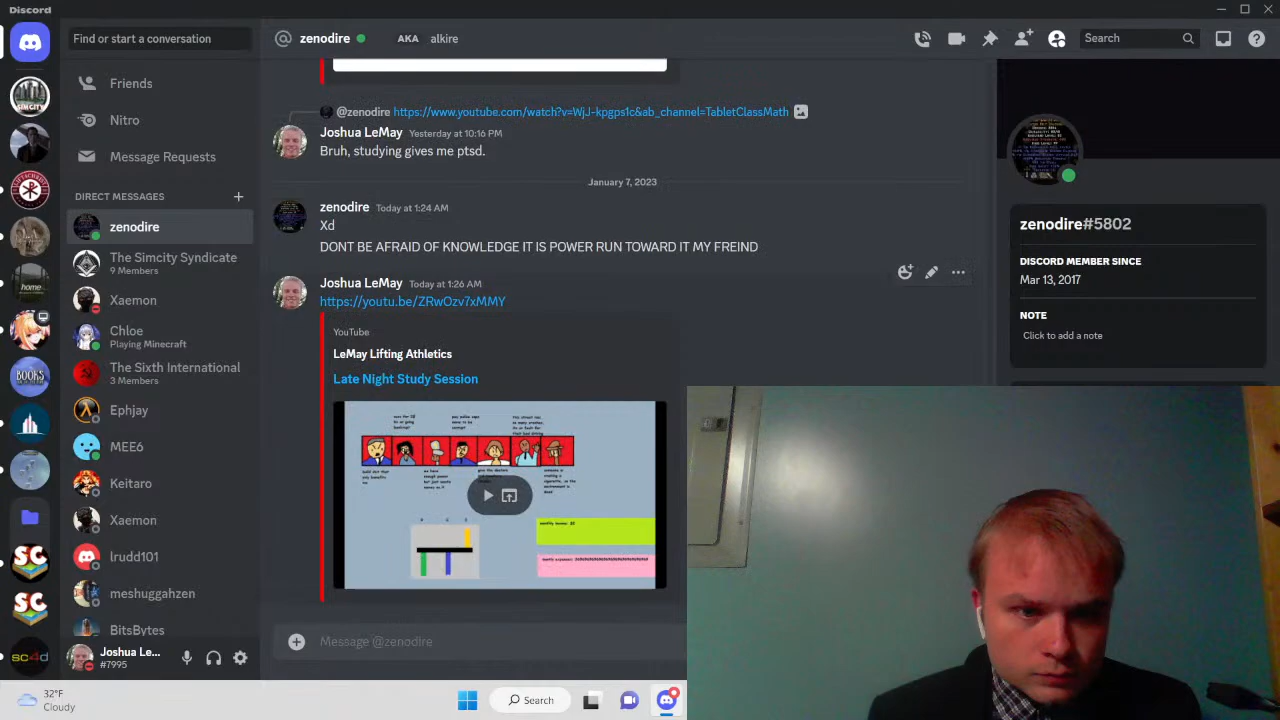 Discord
Find or start a conversation
zenodire
AKA
alkire
Search
Friends
Nitro
Message Requests
DIRECT MESSAGES
zenodire
The Simcity Syndicate
9 Members
Xaemon
Chloe
Playing Minecraft
The Sixth International
3 Members
Ephjay
MEE6
Keitaro
Xaemon
lrudd101
meshuggahzen
BitsBytes
Joshua Le...
#7995
SIMCITY
home
BOOKS
SC
SC
sc4d
@zenodire https://www.youtube.com/watch?v=WjJ-kpgps1c&ab_channel=TabletClassMath
Joshua LeMay Yesterday at 10:16 PM
Bruh, studying gives me ptsd.
January 7, 2023
zenodire Today at 1:24 AM
Xd
DONT BE AFRAID OF KNOWLEDGE IT IS POWER RUN TOWARD IT MY FREIND
Joshua LeMay Today at 1:26 AM
https://youtu.be/ZRwOzv7xMMY
YouTube
LeMay Lifting Athletics
Late Night Study Session
Message @zenodire
zenodire#5802
DISCORD MEMBER SINCE
Mar 13, 2017
NOTE
Click to add a note
32°F
Cloudy
Search